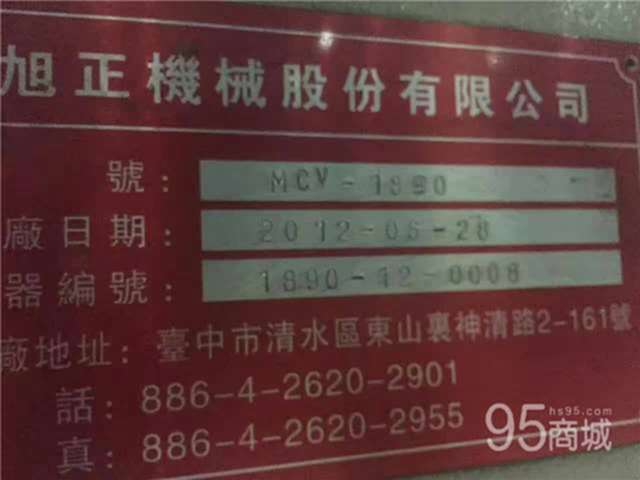 旭正機械股份有限公司
號: MCV-1890
廠日期: 2012-06-28
器編號: 1890-12-0008
廠地址: 臺中市清水區東山裏神清路2-161號
話: 886-4-2620-2901
真: 886-4-2620-2955
95商城
hs95.com